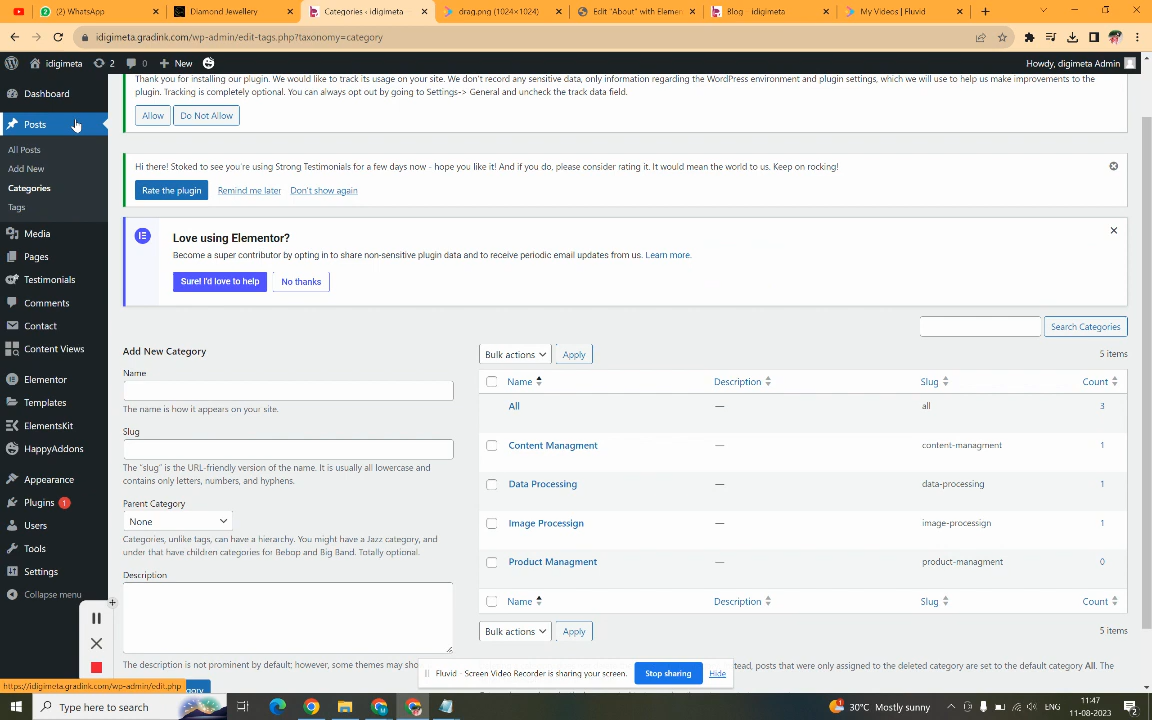 (2) WhatsApp
Diamond Jewellery
Categories ‹ idigimeta
drag.png (1024×1024)
Edit "About" with Elemen
Blog - idigimeta
My Videos | Fluvid
idigimeta.gradink.com/wp-admin/edit-tags.php?taxonomy=category
idigimeta
2
0
New
Howdy, digimeta Admin
Thank you for installing our plugin. We would like to track its usage on your site. We don't record any sensitive data, only information regarding the WordPress environment and plugin settings, which we will use to help us make improvements to the
plugin. Tracking is completely optional. You can always opt out by going to Settings-> General and uncheck the track data field.
Allow
Do Not Allow
Hi there! Stoked to see you're using Strong Testimonials for a few days now - hope you like it! And if you do, please consider rating it. It would mean the world to us. Keep on rocking!
Rate the plugin
Remind me later
Don't show again
Love using Elementor?
Become a super contributor by opting in to share non-sensitive plugin data and to receive periodic email updates from us. Learn more.
Sure! I'd love to help
No thanks
Dashboard
Posts
All Posts
Add New
Categories
Tags
Media
Pages
Testimonials
Comments
Contact
Content Views
Elementor
Templates
ElementsKit
HappyAddons
Appearance
Plugins 1
Users
Tools
Settings
Collapse menu
Search Categories
Add New Category
Name
The name is how it appears on your site.
Slug
The "slug" is the URL-friendly version of the name. It is usually all lowercase and
contains only letters, numbers, and hyphens.
Parent Category
None
Categories, unlike tags, can have a hierarchy. You might have a Jazz category, and
under that have children categories for Bebop and Big Band. Totally optional.
Description
The description is not prominent by default; however, some themes may sho
Bulk actions
Apply
5 items
Name Description Slug Count
All — all 3
Content Managment — content-managment 1
Data Processing — data-processing 1
Image Processign — image-processign 1
Product Managment — product-managment 0
Name Description Slug Count
Bulk actions
Apply
5 items
tead, posts that were only assigned to the deleted category are set to the default category All. The
Fluvid - Screen Video Recorder is sharing your screen.
Stop sharing
Hide
https://idigimeta.gradink.com/wp-admin/edit.php
Type here to search
30°C Mostly sunny
ENG
11:47
11-08-2023
2